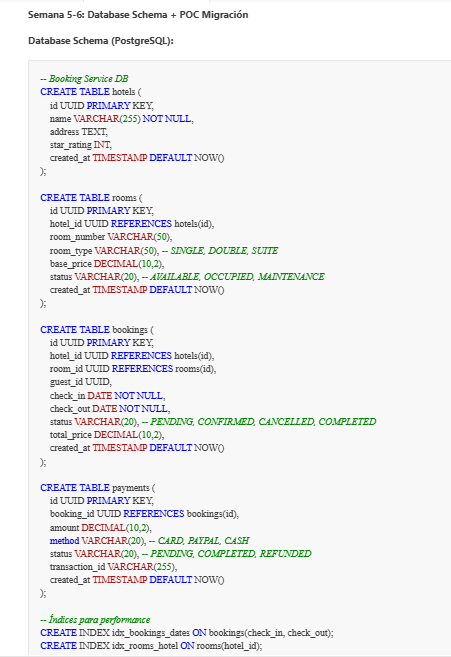 Semana 5-6: Database Schema + POC Migración
Database Schema (PostgreSQL):
-- Booking Service DB
CREATE TABLE hotels (
id UUID PRIMARY KEY,
name VARCHAR(255) NOT NULL,
address TEXT,
star_rating INT,
created_at TIMESTAMP DEFAULT NOW()
);
CREATE TABLE rooms (
id UUID PRIMARY KEY,
hotel_id UUID REFERENCES hotels(id),
room_number VARCHAR(50),
room_type VARCHAR(50), -- SINGLE, DOUBLE, SUITE
base_price DECIMAL(10,2),
status VARCHAR(20), -- AVAILABLE, OCCUPIED, MAINTENANCE
created_at TIMESTAMP DEFAULT NOW()
);
CREATE TABLE bookings (
id UUID PRIMARY KEY,
hotel_id UUID REFERENCES hotels(id),
room_id UUID REFERENCES rooms(id),
guest_id UUID,
check_in DATE NOT NULL,
check_out DATE NOT NULL,
status VARCHAR(20), -- PENDING, CONFIRMED, CANCELLED, COMPLETED
total_price DECIMAL(10,2),
created_at TIMESTAMP DEFAULT NOW()
);
CREATE TABLE payments (
id UUID PRIMARY KEY,
booking_id UUID REFERENCES bookings(id),
amount DECIMAL(10,2),
method VARCHAR(20), -- CARD, PAYPAL, CASH
status VARCHAR(20), -- PENDING, COMPLETED, REFUNDED
transaction_id VARCHAR(255),
created_at TIMESTAMP DEFAULT NOW()
);
-- Índices para performance
CREATE INDEX idx_bookings_dates ON bookings(check_in, check_out);
CREATE INDEX idx_rooms_hotel ON rooms(hotel_id);